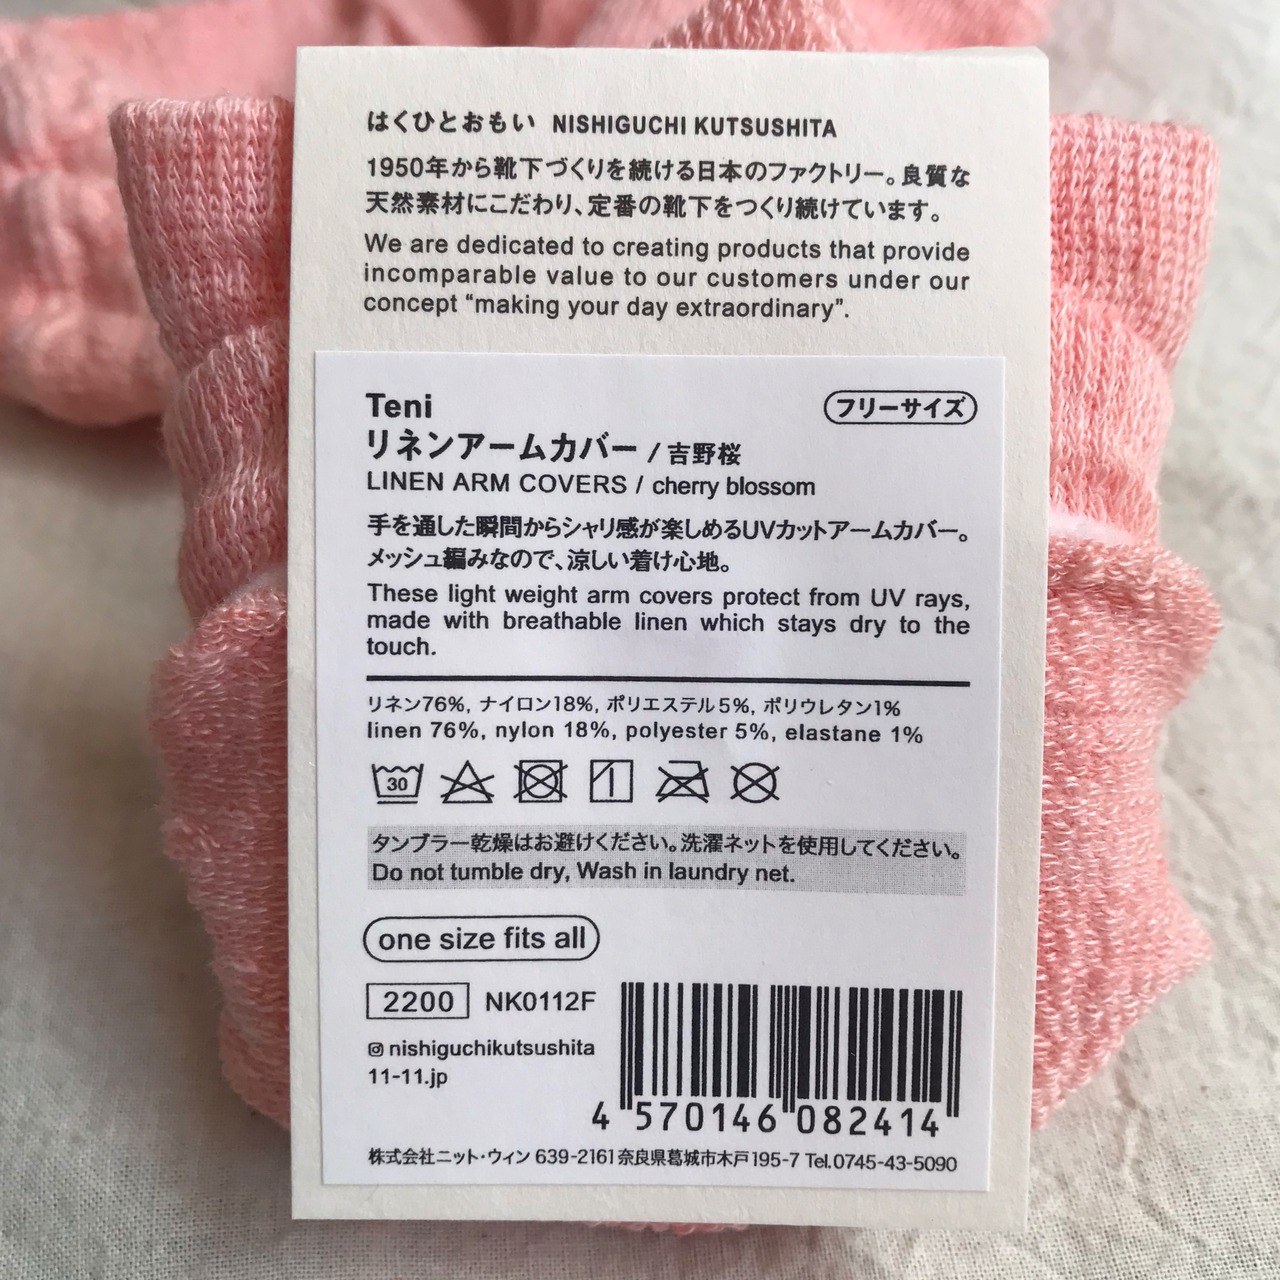 はくひとおもい NISHIGUCHI KUTSUSHITA
1950年から靴下づくりを続ける日本のファクトリー。良質な
天然素材にこだわり、定番の靴下をつくり続けています。
We are dedicated to creating products that provide
incomparable value to our customers under our
concept “making your day extraordinary”.
Teni
フリーサイズ
リネンアームカバー / 吉野桜
LINEN ARM COVERS / cherry blossom
手を通した瞬間からシャリ感が楽しめるUVカットアームカバー。
メッシュ編みなので、涼しい着け心地。
These light weight arm covers protect from UV rays,
made with breathable linen which stays dry to the
touch.
リネン76%, ナイロン18%, ポリエステル5%, ポリウレタン1%
linen 76%, nylon 18%, polyester 5%, elastane 1%
30
タンブラー乾燥はお避けください。洗濯ネットを使用してください。
Do not tumble dry, Wash in laundry net.
one size fits all
2200 NK0112F
nishiguchikutsushita
11-11.jp
4 570146 082414
株式会社ニット・ウィン 639-2161 奈良県葛城市木戸195-7 Tel.0745-43-5090